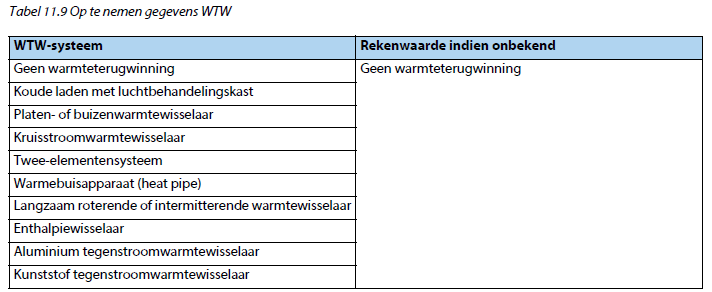 Tabel 11.9 Op te nemen gegevens WTW
WTW-systeem Rekenwaarde indien onbekend
Geen warmteterugwinning Geen warmteterugwinning
Koude laden met luchtbehandelingskast
Platen- of buizenwarmtewisselaar
Kruisstroomwarmtewisselaar
Twee-elementensysteem
Warmebuisapparaat (heat pipe)
Langzaam roterende of intermitterende warmtewisselaar
Enthalpiewisselaar
Aluminium tegenstroomwarmtewisselaar
Kunststof tegenstroomwarmtewisselaar